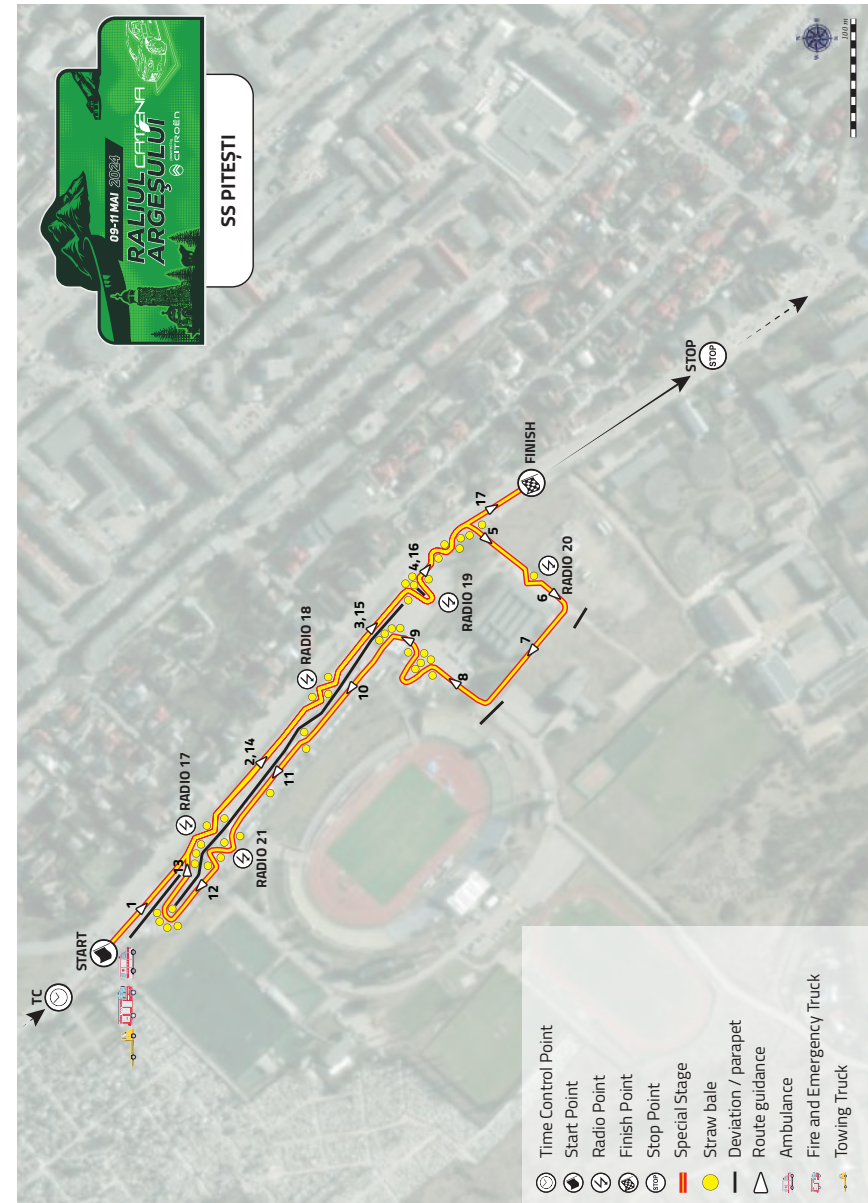 09-11 MAI 2024
RALIUL CATENA
ARGEȘULUI
powered by
CITROËN
SS PITEȘTI
100 m
TC
START
1
13
RADIO 17
12
RADIO 21
2,14
11
RADIO 18
10
3,15
9
4,16
RADIO 19
8
7
6
RADIO 20
5
17
FINISH
STOP
STOP
Time Control Point
Start Point
Radio Point
Finish Point
STOP
Stop Point
Special Stage
Straw bale
Deviation / parapet
Route guidance
Ambulance
Fire and Emergency Truck
Towing Truck